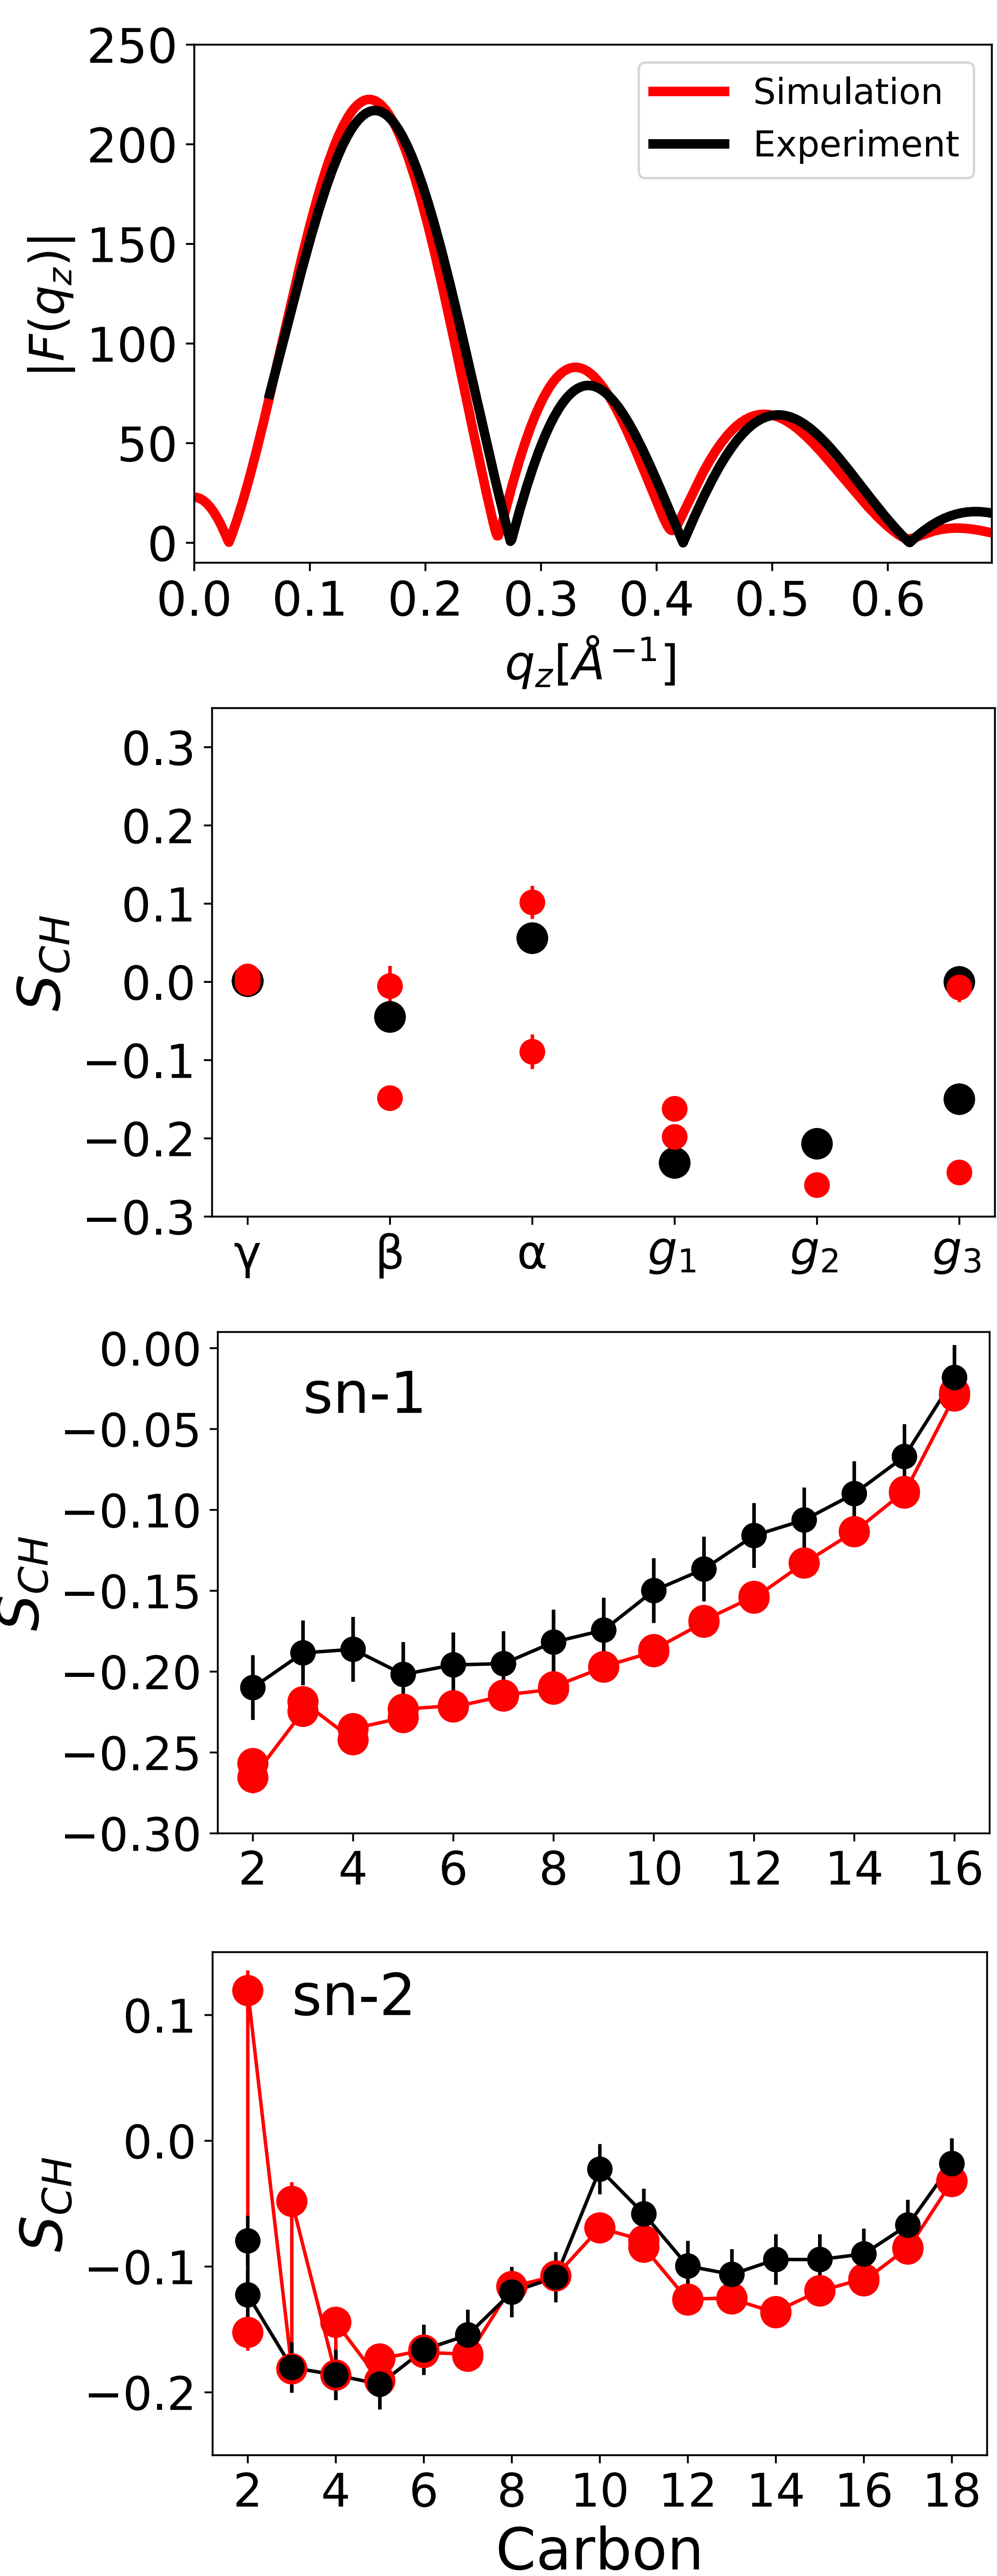 250
200
150
100
50
0
|F(q_z)|
Simulation
Experiment
0.0 0.1 0.2 0.3 0.4 0.5 0.6
q_z[Å⁻¹]
0.3
0.2
0.1
0.0
−0.1
−0.2
−0.3
S_CH
γ β α g₁ g₂ g₃
0.00
−0.05
−0.10
−0.15
−0.20
−0.25
−0.30
S_CH
sn-1
2 4 6 8 10 12 14 16
0.1
0.0
−0.1
−0.2
S_CH
sn-2
2 4 6 8 10 12 14 16 18
Carbon